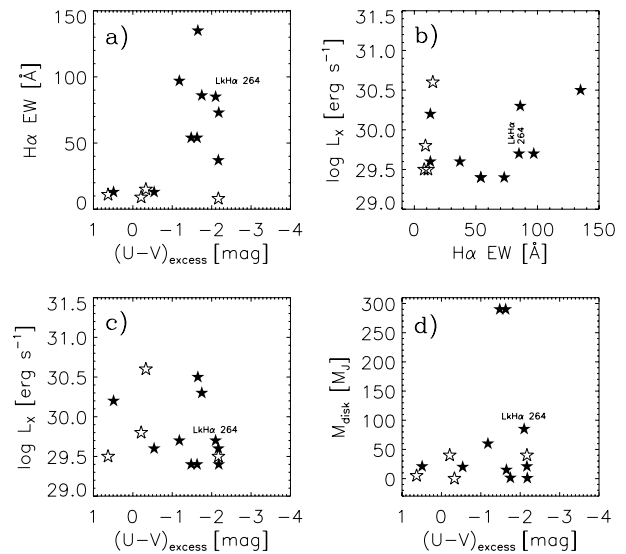 a)
Hα EW [Å]
150
100
50
0
LkHα 264
1 0 −1 −2 −3 −4
(U−V)excess [mag]
b)
log LX [erg s−1]
31.5
31.0
30.5
30.0
29.5
29.0
LkHα
264
0 50 100 150
Hα EW [Å]
c)
log LX [erg s−1]
31.5
31.0
30.5
30.0
29.5
29.0
LkHα 264
1 0 −1 −2 −3 −4
(U−V)excess [mag]
d)
Mdisk [MJ]
300
250
200
150
100
50
0
LkHα 264
1 0 −1 −2 −3 −4
(U−V)excess [mag]